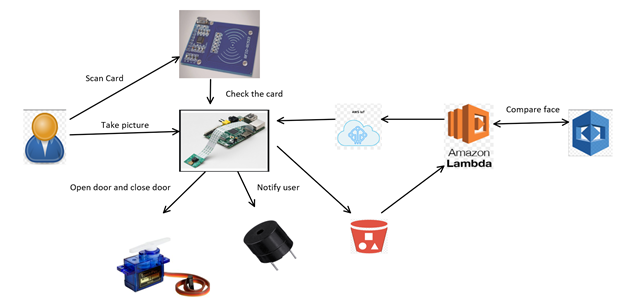 Scan Card
Check the card
AWS IoT
Compare face
Take picture
Amazon
Lambda
Open door and close door
Notify user